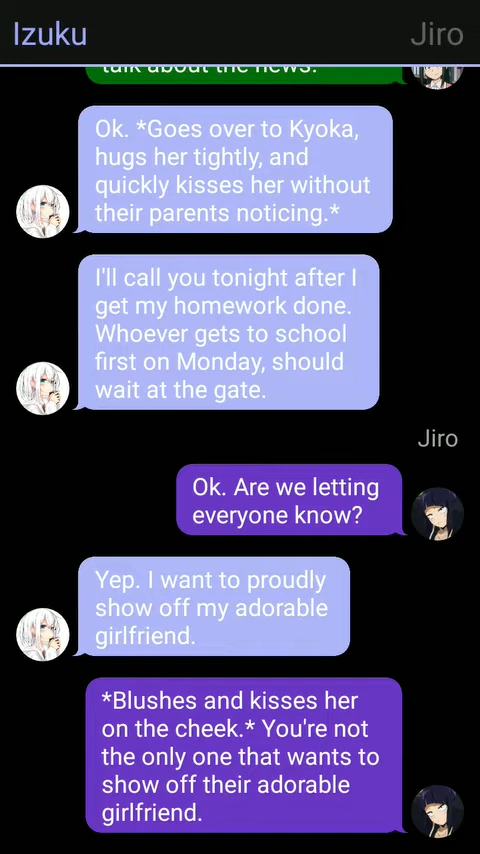 Izuku
Jiro
talk about the news.
Ok. *Goes over to Kyoka,
hugs her tightly, and
quickly kisses her without
their parents noticing.*
I'll call you tonight after I
get my homework done.
Whoever gets to school
first on Monday, should
wait at the gate.
Jiro
Ok. Are we letting
everyone know?
Yep. I want to proudly
show off my adorable
girlfriend.
*Blushes and kisses her
on the cheek.* You're not
the only one that wants to
show off their adorable
girlfriend.